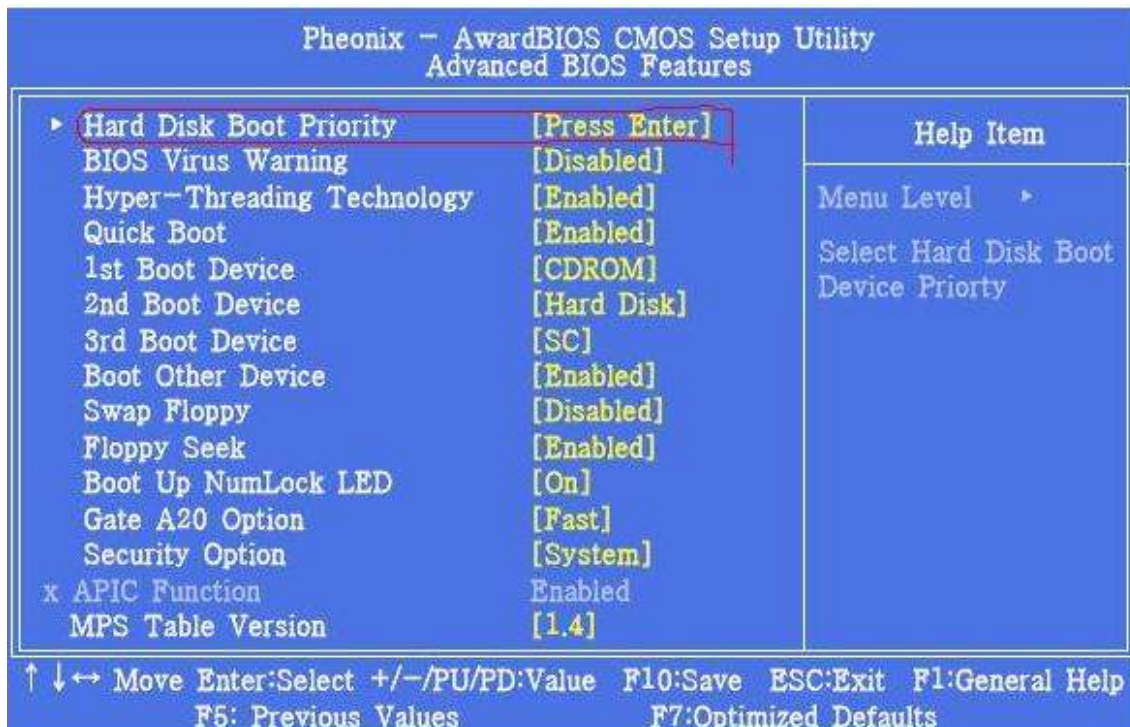 Pheonix - AwardBIOS CMOS Setup Utility
Advanced BIOS Features
▶ Hard Disk Boot Priority [Press Enter]
BIOS Virus Warning [Disabled]
Hyper-Threading Technology [Enabled]
Quick Boot [Enabled]
1st Boot Device [CDROM]
2nd Boot Device [Hard Disk]
3rd Boot Device [SC]
Boot Other Device [Enabled]
Swap Floppy [Disabled]
Floppy Seek [Enabled]
Boot Up NumLock LED [On]
Gate A20 Option [Fast]
Security Option [System]
x APIC Function Enabled
MPS Table Version [1.4]
Help Item
Menu Level ▶
Select Hard Disk Boot
Device Priorty
↑↓↔ Move Enter:Select +/-/PU/PD:Value F10:Save ESC:Exit F1:General Help
F5: Previous Values F7:Optimized Defaults